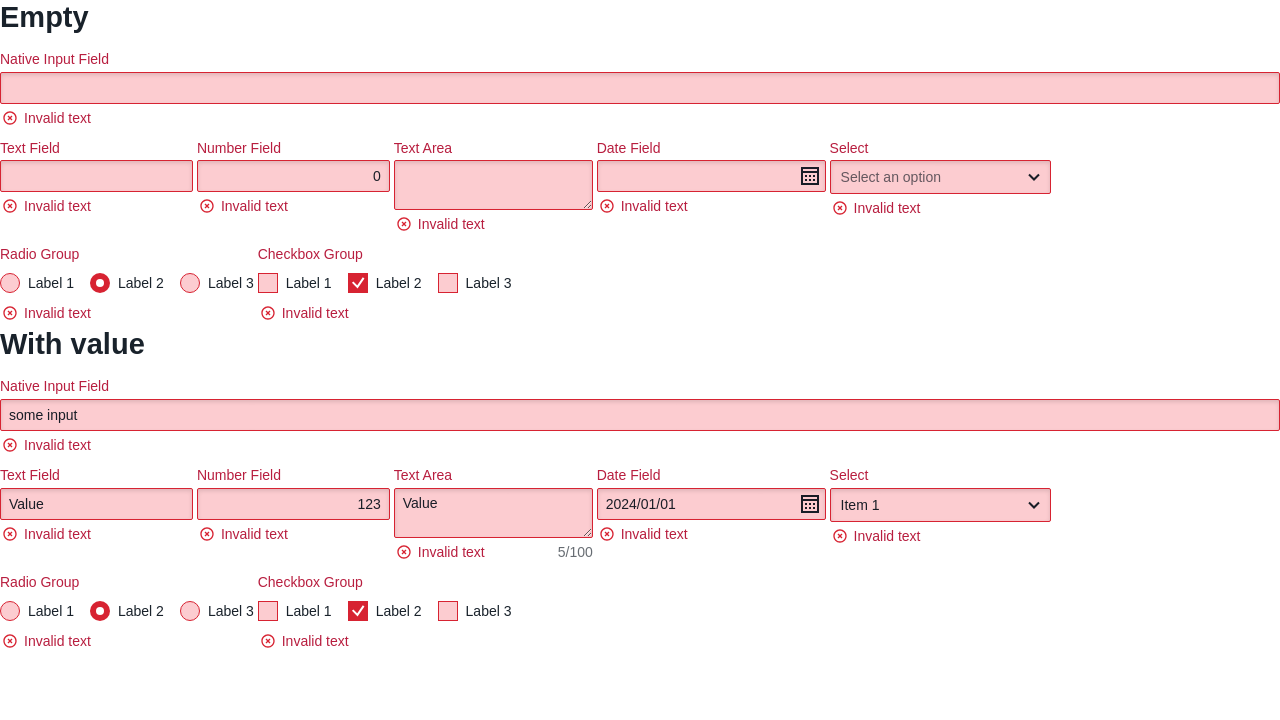 Empty
Native Input Field
Invalid text
Text Field Number Field Text Area Date Field Select
0 Select an option
Invalid text Invalid text Invalid text Invalid text Invalid text
Radio Group Checkbox Group
Label 1 Label 2 Label 3 Label 1 Label 2 Label 3
Invalid text Invalid text
With value
Native Input Field
some input
Invalid text
Text Field Number Field Text Area Date Field Select
Value 123 Value 2024/01/01 Item 1
Invalid text Invalid text Invalid text 5/100 Invalid text Invalid text
Radio Group Checkbox Group
Label 1 Label 2 Label 3 Label 1 Label 2 Label 3
Invalid text Invalid text